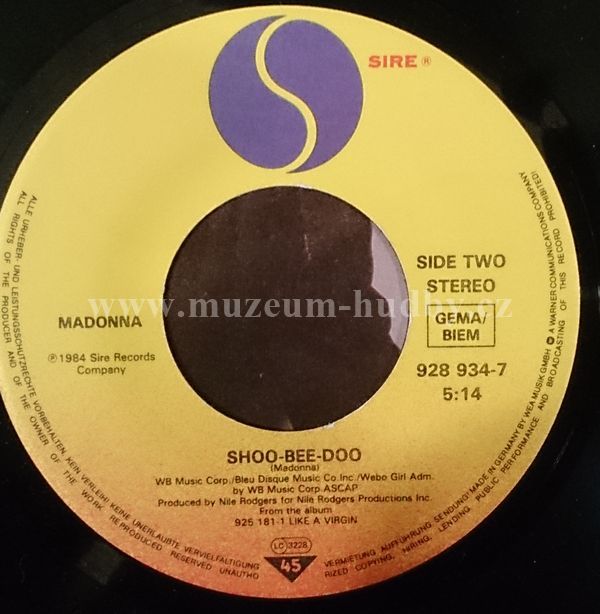 SIRE ®
SIDE TWO
STEREO
GEMA/
BIEM
928 934-7
5:14
MADONNA
℗ 1984 Sire Records
Company
www.muzeum-hudby.cz
SHOO-BEE-DOO
(Madonna)
WB Music Corp./Bleu Disque Music Co.Inc./Webo Girl Adm.
by WB Music Corp. ASCAP
Produced by Nile Rodgers for Nile Rodgers Productions Inc.
From the album
925 181-1 LIKE A VIRGIN
LC 3228
45
ALLE URHEBER- UND LEISTUNGSSCHUTZRECHTE VORBEHALTEN. KEIN VERLEIH! KEINE UNERLAUBTE VERVIELFÄLTIGUNG
VERMIETUNG AUFFÜHRUNG SENDUNG! MADE IN GERMANY BY WEA MUSIK GMBH A WARNER COMMUNICATIONS COMPANY
ALL RIGHTS OF THE PRODUCER AND OF THE OWNER OF THE WORK REPRODUCED RESERVED UNAUTHO
RIZED COPYING, HIRING, LENDING, PUBLIC PERFORMANCE AND BROADCASTING OF THIS RECORD PROHIBITED!